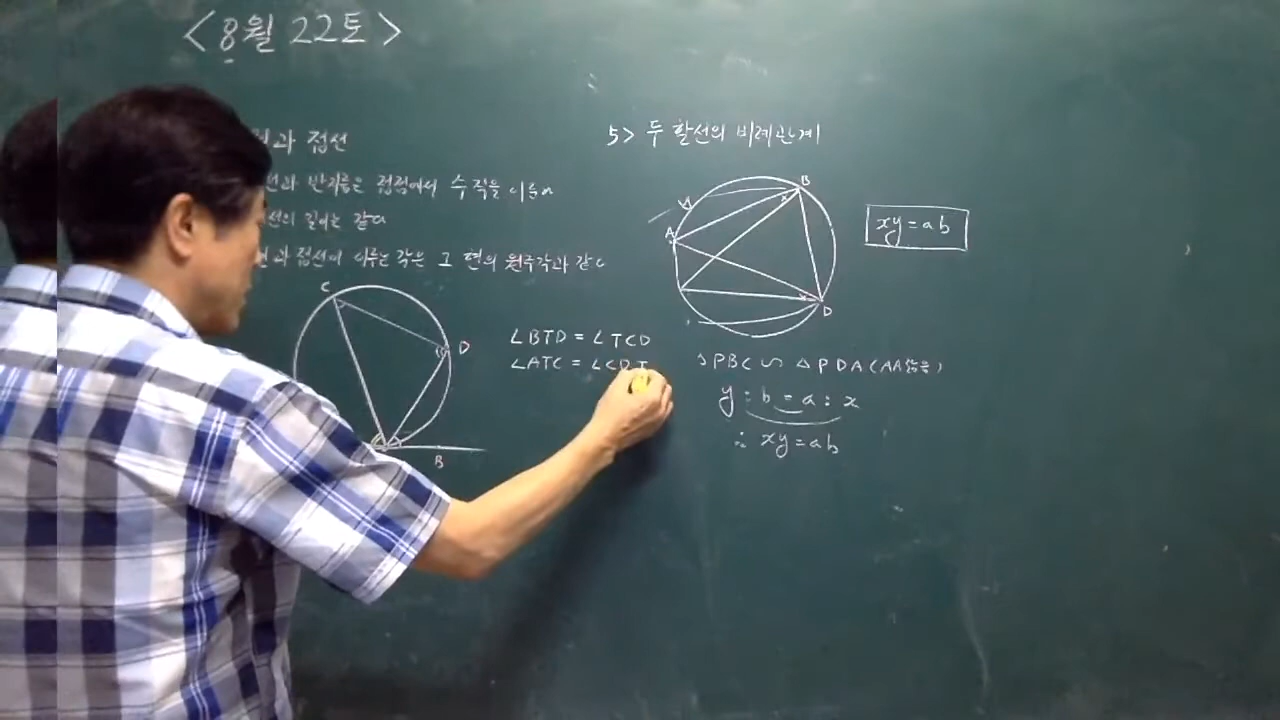 <8월 22토>
과 접선
선과 반지름은 접점에서 수직을 이룬다
선의 길이는 같다
현과 접선이 이루는 각은 그 현의 원주각과 같다
C
D
B
∠BTD = ∠TCD
∠ATC = ∠CDT
5> 두 할선의 비례관계
B
A
D
xy = ab
△PBC ∽ △PDA (AA닮음)
y : b = a : x
∴ xy = ab